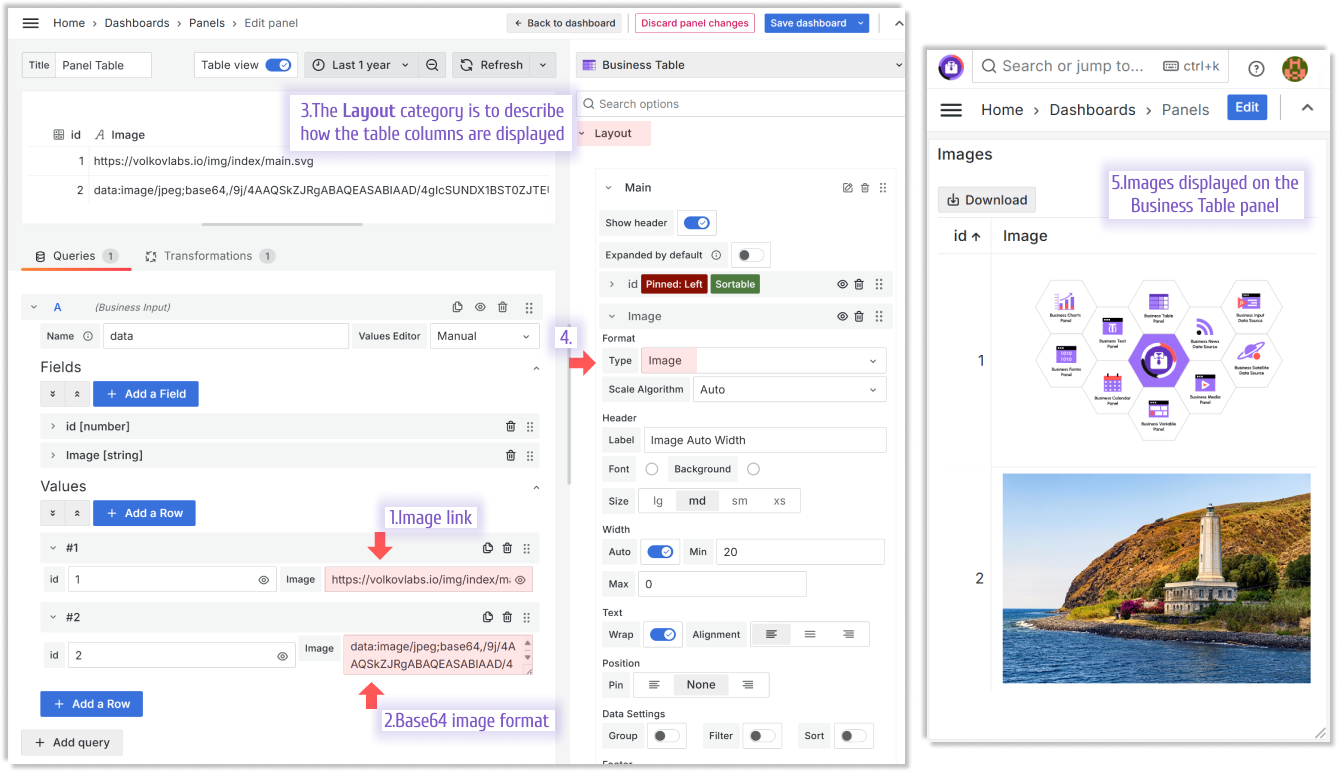 Home › Dashboards › Panels › Edit panel
← Back to dashboard
Discard panel changes
Save dashboard
Title Panel Table
Table view
Last 1 year
Refresh
Business Table
Search options
3.The Layout category is to describe
how the table columns are displayed
Layout
id Image
1 https://volkovlabs.io/img/index/main.svg
2 data:image/jpeg;base64,/9j/4AAQSkZJRgABAQEASABIAAD/4gIcSUNDX1BST0ZJTEU
Queries 1
Transformations 1
A (Business Input)
Name data
Values Editor Manual
Fields
+ Add a Field
id [number]
Image [string]
Values
+ Add a Row
1.Image link
#1
id 1
Image https://volkovlabs.io/img/index/ma
#2
id 2
Image data:image/jpeg;base64,/9j/4A
AQSkZJRgABAQEASABIAAD/4
2.Base64 image format
+ Add a Row
+ Add query
Main
Show header
Expanded by default
id Pinned: Left Sortable
Image
4.
Format
Type Image
Scale Algorithm Auto
Header
Label Image Auto Width
Font Background
Size lg md sm xs
Width
Auto Min 20
Max 0
Text
Wrap Alignment
Position
Pin None
Data Settings
Group Filter Sort
Footer
Search or jump to... ctrl+k
Home › Dashboards › Panels
Edit
Images
5.Images displayed on the
Business Table panel
Download
id ↑ Image
1
Business Charts
Panel
Business Table
Panel
Business Input
Data Source
Business Text
Panel
Business News
Data Source
Business Forms
Panel
Business Satellite
Data Source
Business Calendar
Panel
Business Media
Panel
Business Variable
Panel
2